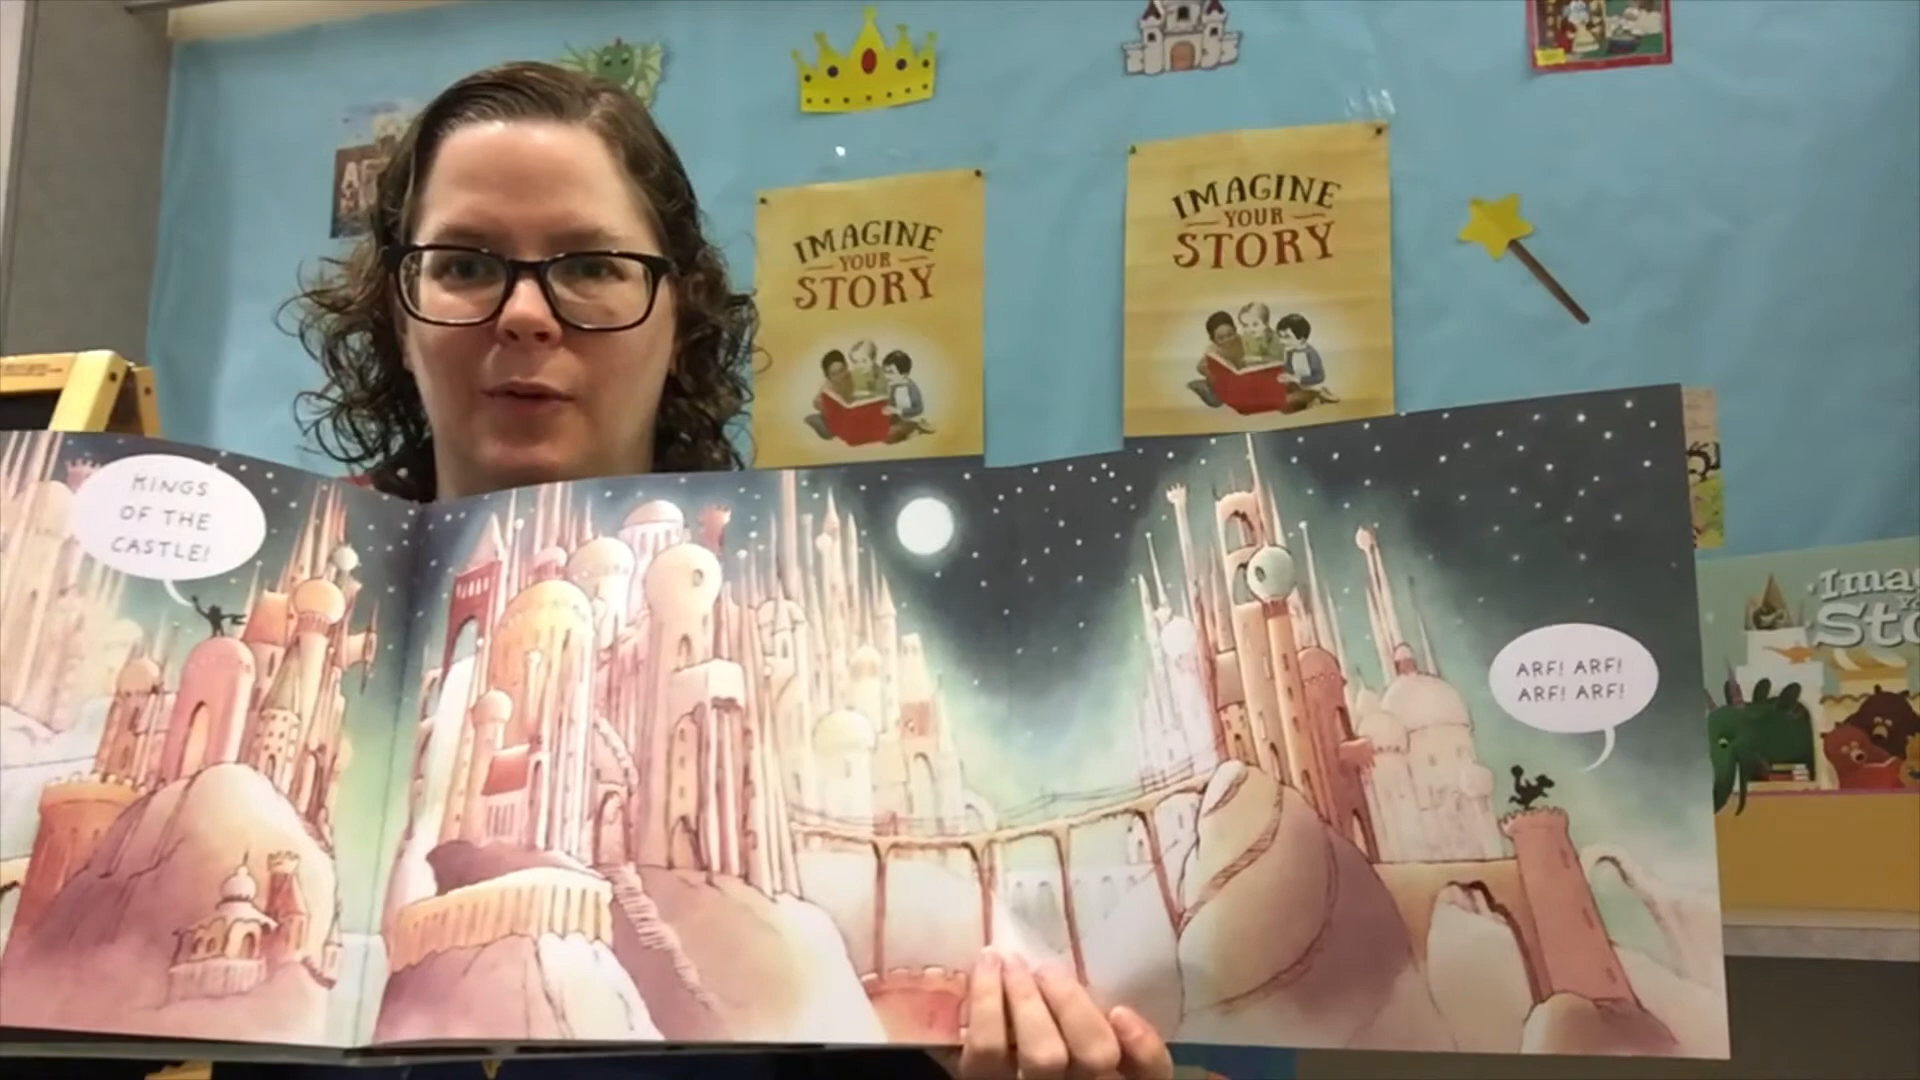 IMAGINE
YOUR
STORY
IMAGINE
YOUR
STORY
KINGS
OF THE
CASTLE!
ARF! ARF!
ARF! ARF!